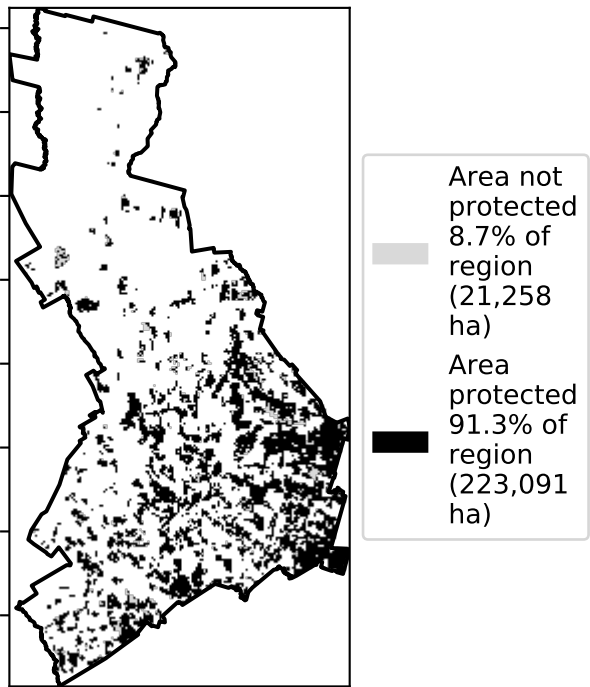 Area not
protected
8.7% of
region
(21,258
ha)
Area
protected
91.3% of
region
(223,091
ha)